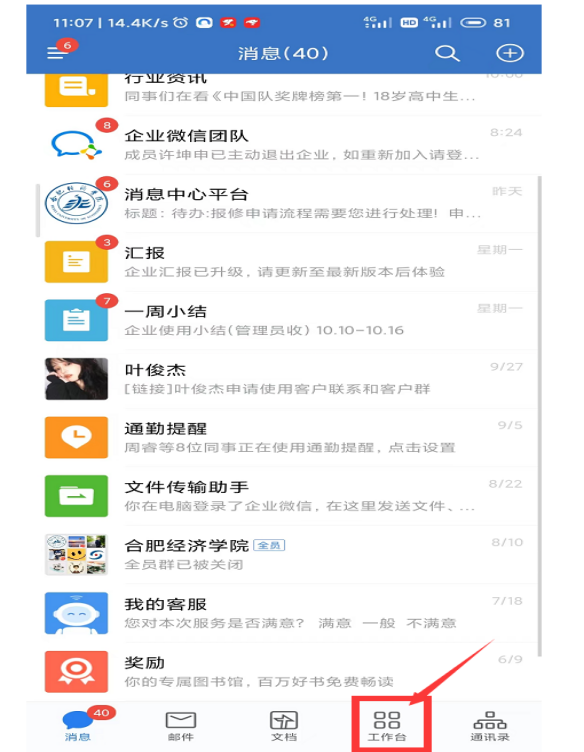 11:07 | 14.4K/s 4G HD 4G 81
6 消息(40)
行业资讯 10:00
同事们在看《中国队奖牌榜第一！18岁高中生...
8 企业微信团队 8:24
成员许坤申已主动退出企业，如重新加入请登...
6 消息中心平台 昨天
标题：待办:报修申请流程需要您进行处理！申...
3 汇报 星期一
企业汇报已升级，请更新至最新版本后体验
7 一周小结 星期一
企业使用小结(管理员收) 10.10-10.16
叶俊杰 9/27
[链接]叶俊杰申请使用客户联系和客户群
通勤提醒 9/5
周睿等8位同事正在使用通勤提醒，点击设置
文件传输助手 8/22
你在电脑登录了企业微信，在这里发送文件、...
合肥经济学院 全员 8/10
全员群已被关闭
我的客服 7/18
您对本次服务是否满意？ 满意 一般 不满意
奖励 6/9
你的专属图书馆，百万好书免费畅读
40
消息 邮件 文档 工作台 通讯录